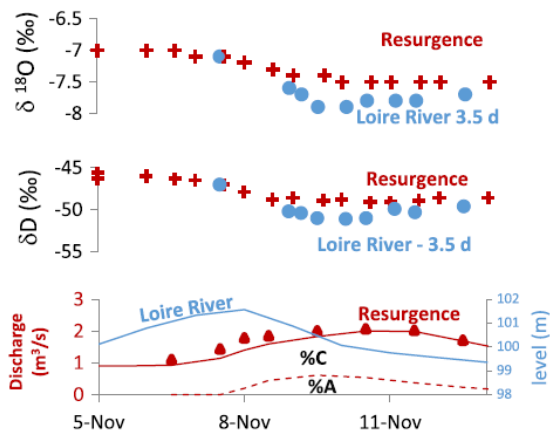 -6.5
Resurgence
-7
-7.5
-8
δ 18O (‰)
Loire River 3.5 d
-45
Resurgence
-50
-55
δD (‰)
Loire River - 3.5 d
3
2
1
0
Discharge
(m3/s)
Loire River
Resurgence
%C
%A
102
101
100
99
98
level (m)
5-Nov
8-Nov
11-Nov